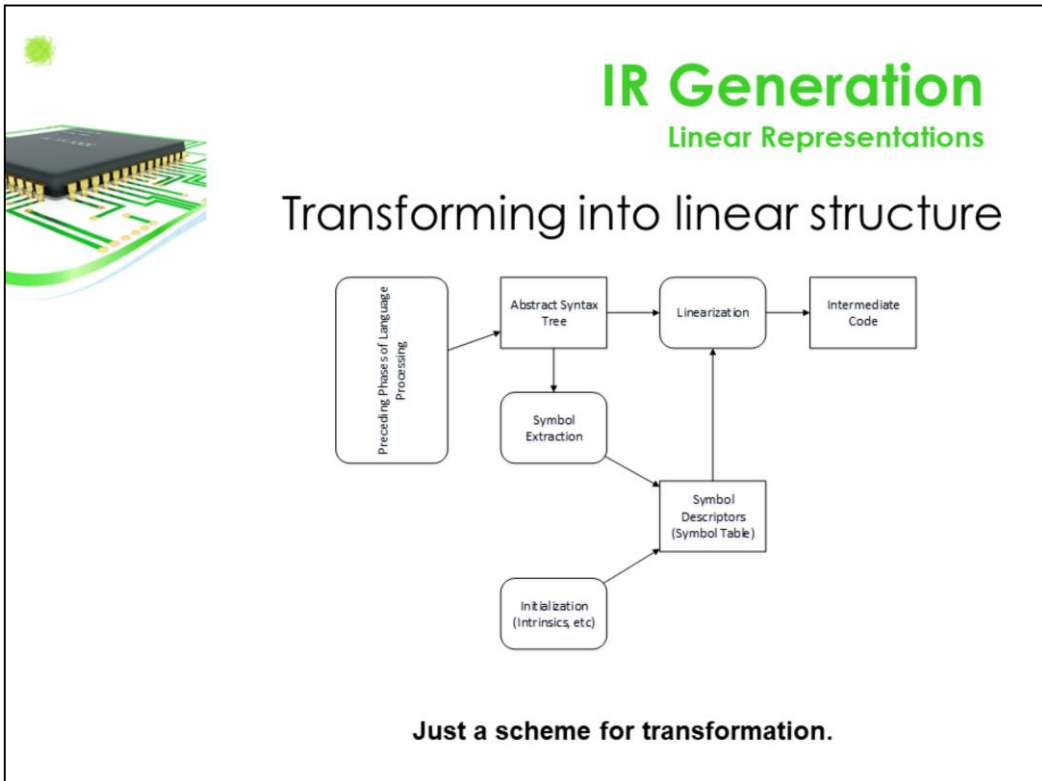 IR Generation
Linear Representations
Transforming into linear structure
Preceding Phases of Language
Processing
Abstract Syntax
Tree
Linearization
Intermediate
Code
Symbol
Extraction
Symbol
Descriptors
(Symbol Table)
Initialization
(Intrinsics, etc)
Just a scheme for transformation.